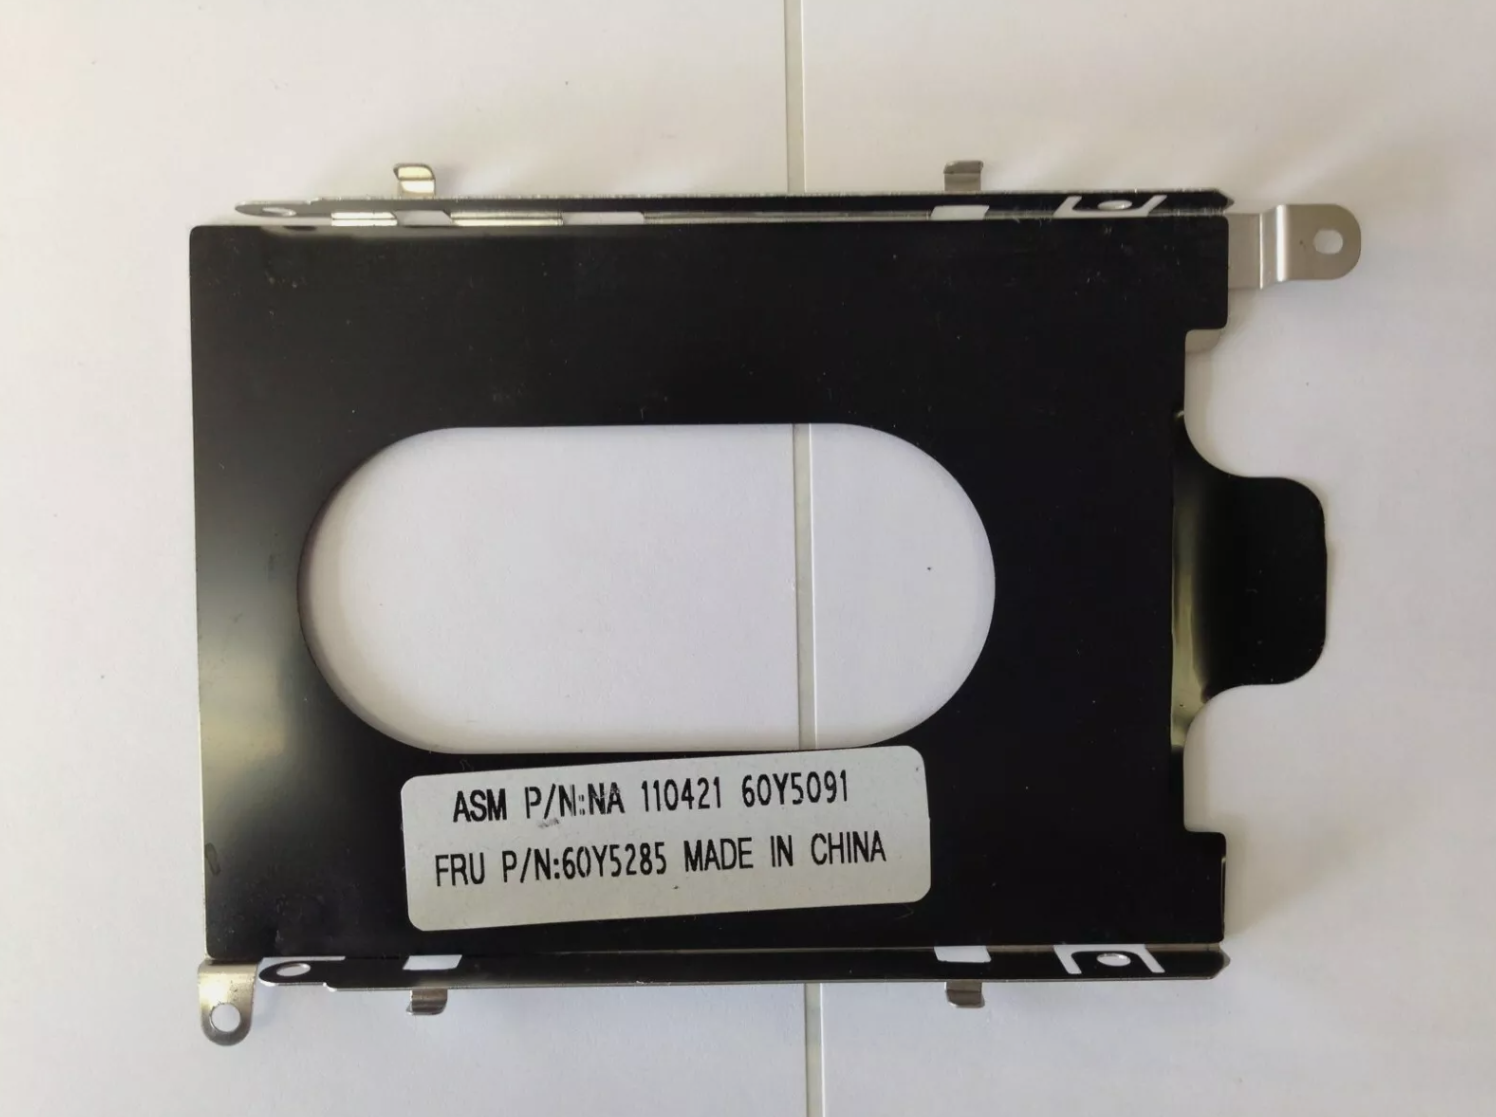 ASM P/N:NA 110421 60Y5091
FRU P/N:60Y5285 MADE IN CHINA